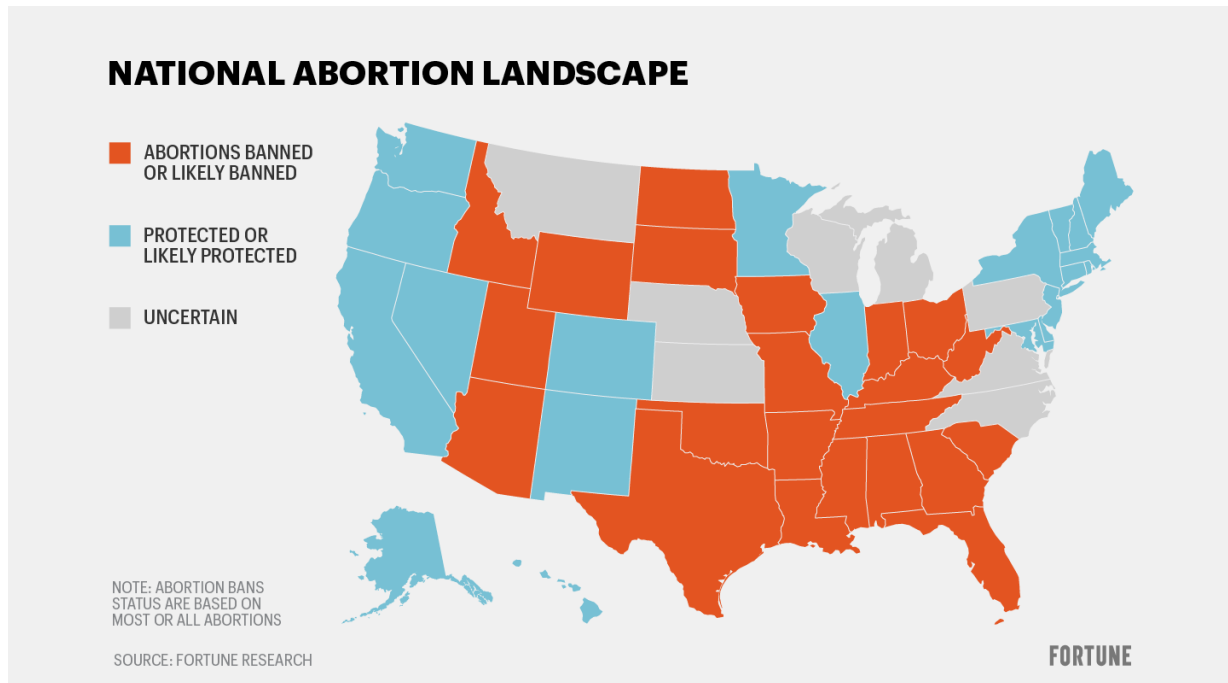 NATIONAL ABORTION LANDSCAPE
ABORTIONS BANNED
OR LIKELY BANNED
PROTECTED OR
LIKELY PROTECTED
UNCERTAIN
NOTE: ABORTION BANS
STATUS ARE BASED ON
MOST OR ALL ABORTIONS
SOURCE: FORTUNE RESEARCH
FORTUNE